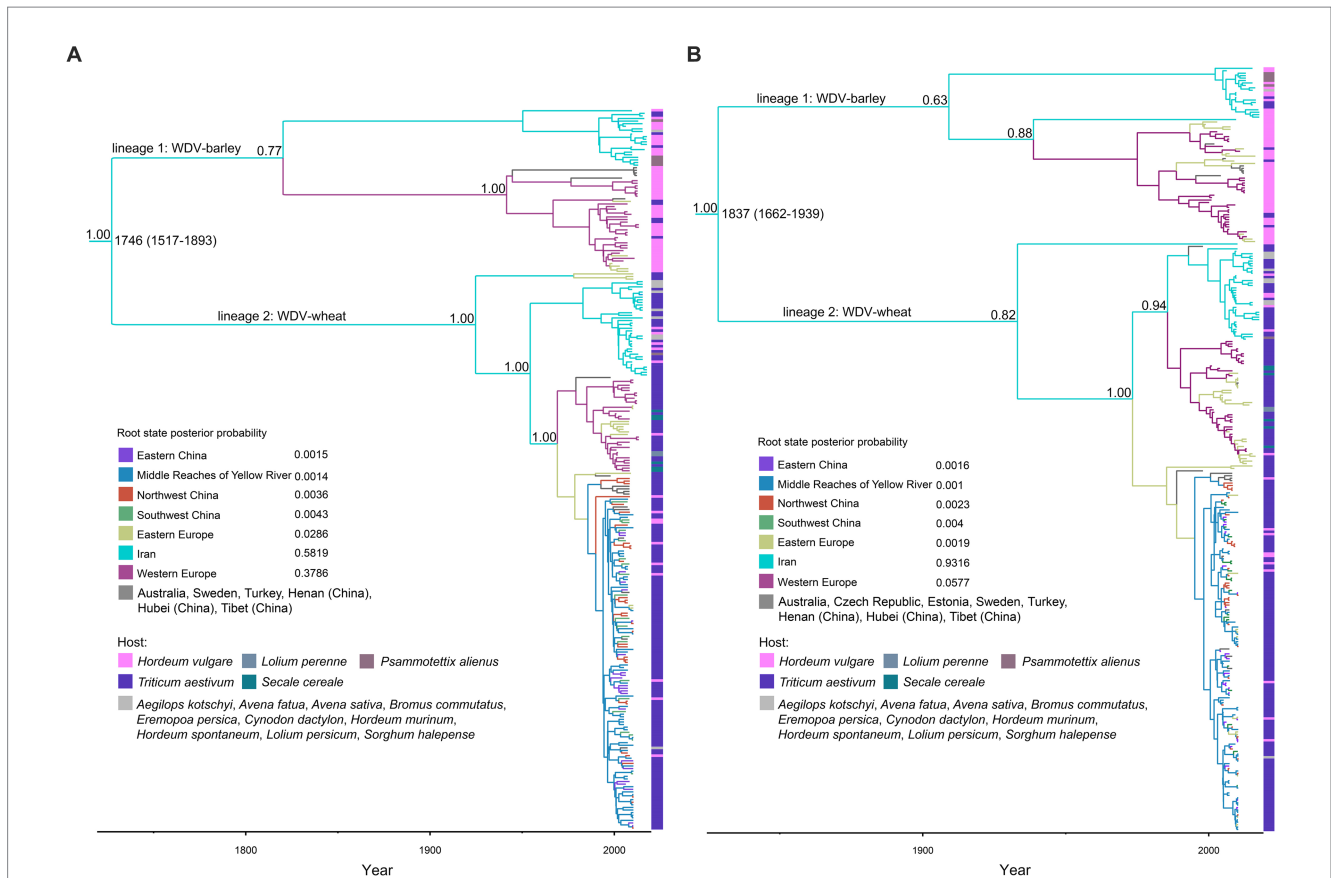 A
lineage 1: WDV-barley
0.77
1.00
1.00
1746 (1517-1893)
lineage 2: WDV-wheat
1.00
1.00
1.00
Root state posterior probability
Eastern China 0.0015
Middle Reaches of Yellow River 0.0014
Northwest China 0.0036
Southwest China 0.0043
Eastern Europe 0.0286
Iran 0.5819
Western Europe 0.3786
Australia, Sweden, Turkey, Henan (China),
Hubei (China), Tibet (China)
Host:
Hordeum vulgare Lolium perenne Psammotettix alienus
Triticum aestivum Secale cereale
Aegilops kotschyi, Avena fatua, Avena sativa, Bromus commutatus,
Eremopoa persica, Cynodon dactylon, Hordeum murinum,
Hordeum spontaneum, Lolium persicum, Sorghum halepense
1800 1900 2000
Year
B
lineage 1: WDV-barley
0.63
0.88
1.00
1837 (1662-1939)
lineage 2: WDV-wheat
0.82
0.94
1.00
Root state posterior probability
Eastern China 0.0016
Middle Reaches of Yellow River 0.001
Northwest China 0.0023
Southwest China 0.004
Eastern Europe 0.0019
Iran 0.9316
Western Europe 0.0577
Australia, Czech Republic, Estonia, Sweden, Turkey,
Henan (China), Hubei (China), Tibet (China)
Host:
Hordeum vulgare Lolium perenne Psammotettix alienus
Triticum aestivum Secale cereale
Aegilops kotschyi, Avena fatua, Avena sativa, Bromus commutatus,
Eremopoa persica, Cynodon dactylon, Hordeum murinum,
Hordeum spontaneum, Lolium persicum, Sorghum halepense
1900 2000
Year